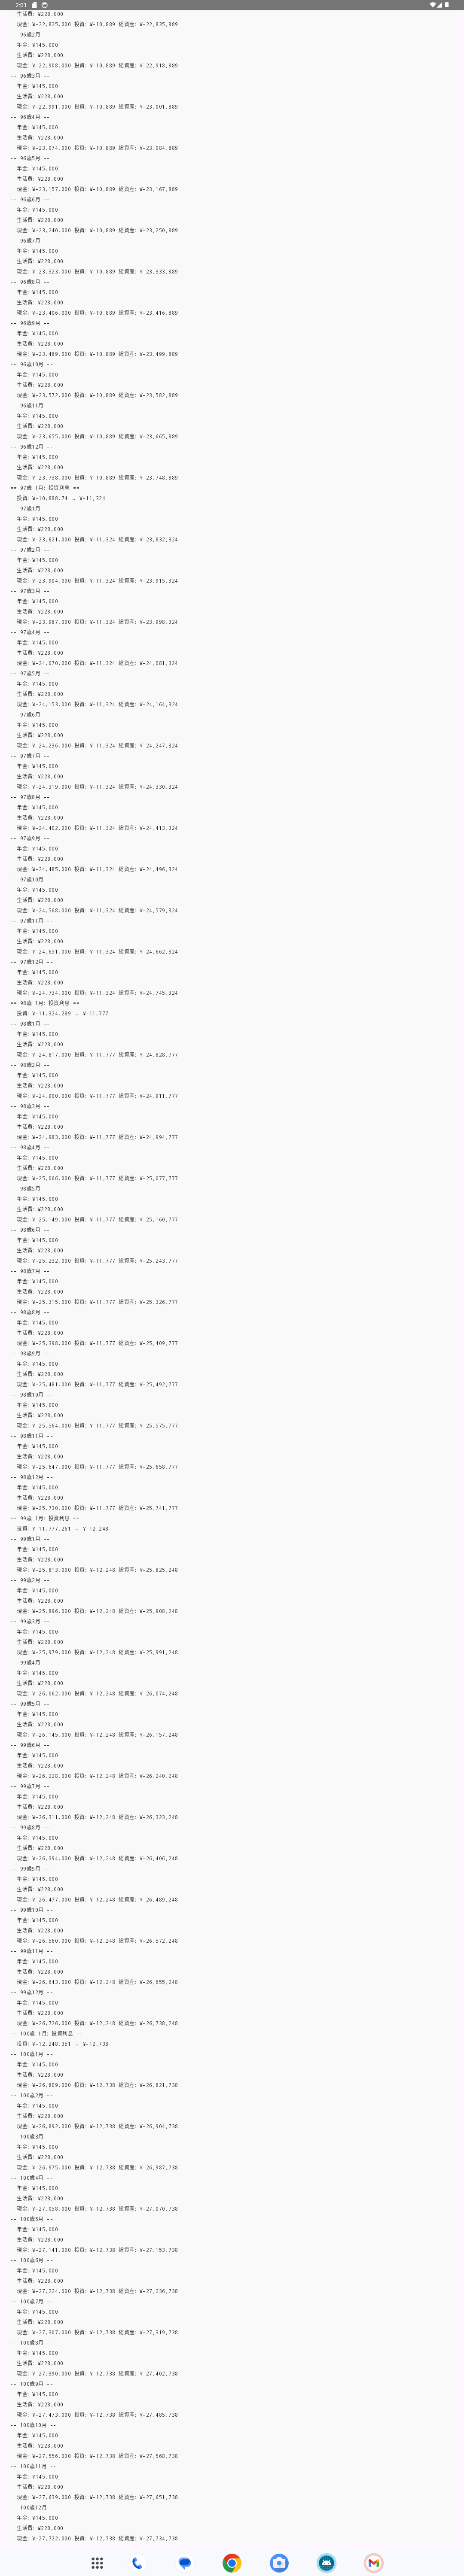 2:01
生活費: ¥228,000
現金: ¥-22,825,000 投資: ¥-10,889 総資産: ¥-22,835,889
-- 96歳2月 --
年金: ¥145,000
生活費: ¥228,000
現金: ¥-22,908,000 投資: ¥-10,889 総資産: ¥-22,918,889
-- 96歳3月 --
年金: ¥145,000
生活費: ¥228,000
現金: ¥-22,991,000 投資: ¥-10,889 総資産: ¥-23,001,889
-- 96歳4月 --
年金: ¥145,000
生活費: ¥228,000
現金: ¥-23,074,000 投資: ¥-10,889 総資産: ¥-23,084,889
-- 96歳5月 --
年金: ¥145,000
生活費: ¥228,000
現金: ¥-23,157,000 投資: ¥-10,889 総資産: ¥-23,167,889
-- 96歳6月 --
年金: ¥145,000
生活費: ¥228,000
現金: ¥-23,240,000 投資: ¥-10,889 総資産: ¥-23,250,889
-- 96歳7月 --
年金: ¥145,000
生活費: ¥228,000
現金: ¥-23,323,000 投資: ¥-10,889 総資産: ¥-23,333,889
-- 96歳8月 --
年金: ¥145,000
生活費: ¥228,000
現金: ¥-23,406,000 投資: ¥-10,889 総資産: ¥-23,416,889
-- 96歳9月 --
年金: ¥145,000
生活費: ¥228,000
現金: ¥-23,489,000 投資: ¥-10,889 総資産: ¥-23,499,889
-- 96歳10月 --
年金: ¥145,000
生活費: ¥228,000
現金: ¥-23,572,000 投資: ¥-10,889 総資産: ¥-23,582,889
-- 96歳11月 --
年金: ¥145,000
生活費: ¥228,000
現金: ¥-23,655,000 投資: ¥-10,889 総資産: ¥-23,665,889
-- 96歳12月 --
年金: ¥145,000
生活費: ¥228,000
現金: ¥-23,738,000 投資: ¥-10,889 総資産: ¥-23,748,889
== 97歳 1月: 投資利息 ==
投資: ¥-10,888.74 → ¥-11,324
-- 97歳1月 --
年金: ¥145,000
生活費: ¥228,000
現金: ¥-23,821,000 投資: ¥-11,324 総資産: ¥-23,832,324
-- 97歳2月 --
年金: ¥145,000
生活費: ¥228,000
現金: ¥-23,904,000 投資: ¥-11,324 総資産: ¥-23,915,324
-- 97歳3月 --
年金: ¥145,000
生活費: ¥228,000
現金: ¥-23,987,000 投資: ¥-11,324 総資産: ¥-23,998,324
-- 97歳4月 --
年金: ¥145,000
生活費: ¥228,000
現金: ¥-24,070,000 投資: ¥-11,324 総資産: ¥-24,081,324
-- 97歳5月 --
年金: ¥145,000
生活費: ¥228,000
現金: ¥-24,153,000 投資: ¥-11,324 総資産: ¥-24,164,324
-- 97歳6月 --
年金: ¥145,000
生活費: ¥228,000
現金: ¥-24,236,000 投資: ¥-11,324 総資産: ¥-24,247,324
-- 97歳7月 --
年金: ¥145,000
生活費: ¥228,000
現金: ¥-24,319,000 投資: ¥-11,324 総資産: ¥-24,330,324
-- 97歳8月 --
年金: ¥145,000
生活費: ¥228,000
現金: ¥-24,402,000 投資: ¥-11,324 総資産: ¥-24,413,324
-- 97歳9月 --
年金: ¥145,000
生活費: ¥228,000
現金: ¥-24,485,000 投資: ¥-11,324 総資産: ¥-24,496,324
-- 97歳10月 --
年金: ¥145,000
生活費: ¥228,000
現金: ¥-24,568,000 投資: ¥-11,324 総資産: ¥-24,579,324
-- 97歳11月 --
年金: ¥145,000
生活費: ¥228,000
現金: ¥-24,651,000 投資: ¥-11,324 総資産: ¥-24,662,324
-- 97歳12月 --
年金: ¥145,000
生活費: ¥228,000
現金: ¥-24,734,000 投資: ¥-11,324 総資産: ¥-24,745,324
== 98歳 1月: 投資利息 ==
投資: ¥-11,324.289 → ¥-11,777
-- 98歳1月 --
年金: ¥145,000
生活費: ¥228,000
現金: ¥-24,817,000 投資: ¥-11,777 総資産: ¥-24,828,777
-- 98歳2月 --
年金: ¥145,000
生活費: ¥228,000
現金: ¥-24,900,000 投資: ¥-11,777 総資産: ¥-24,911,777
-- 98歳3月 --
年金: ¥145,000
生活費: ¥228,000
現金: ¥-24,983,000 投資: ¥-11,777 総資産: ¥-24,994,777
-- 98歳4月 --
年金: ¥145,000
生活費: ¥228,000
現金: ¥-25,066,000 投資: ¥-11,777 総資産: ¥-25,077,777
-- 98歳5月 --
年金: ¥145,000
生活費: ¥228,000
現金: ¥-25,149,000 投資: ¥-11,777 総資産: ¥-25,160,777
-- 98歳6月 --
年金: ¥145,000
生活費: ¥228,000
現金: ¥-25,232,000 投資: ¥-11,777 総資産: ¥-25,243,777
-- 98歳7月 --
年金: ¥145,000
生活費: ¥228,000
現金: ¥-25,315,000 投資: ¥-11,777 総資産: ¥-25,326,777
-- 98歳8月 --
年金: ¥145,000
生活費: ¥228,000
現金: ¥-25,398,000 投資: ¥-11,777 総資産: ¥-25,409,777
-- 98歳9月 --
年金: ¥145,000
生活費: ¥228,000
現金: ¥-25,481,000 投資: ¥-11,777 総資産: ¥-25,492,777
-- 98歳10月 --
年金: ¥145,000
生活費: ¥228,000
現金: ¥-25,564,000 投資: ¥-11,777 総資産: ¥-25,575,777
-- 98歳11月 --
年金: ¥145,000
生活費: ¥228,000
現金: ¥-25,647,000 投資: ¥-11,777 総資産: ¥-25,658,777
-- 98歳12月 --
年金: ¥145,000
生活費: ¥228,000
現金: ¥-25,730,000 投資: ¥-11,777 総資産: ¥-25,741,777
== 99歳 1月: 投資利息 ==
投資: ¥-11,777.261 → ¥-12,248
-- 99歳1月 --
年金: ¥145,000
生活費: ¥228,000
現金: ¥-25,813,000 投資: ¥-12,248 総資産: ¥-25,825,248
-- 99歳2月 --
年金: ¥145,000
生活費: ¥228,000
現金: ¥-25,896,000 投資: ¥-12,248 総資産: ¥-25,908,248
-- 99歳3月 --
年金: ¥145,000
生活費: ¥228,000
現金: ¥-25,979,000 投資: ¥-12,248 総資産: ¥-25,991,248
-- 99歳4月 --
年金: ¥145,000
生活費: ¥228,000
現金: ¥-26,062,000 投資: ¥-12,248 総資産: ¥-26,074,248
-- 99歳5月 --
年金: ¥145,000
生活費: ¥228,000
現金: ¥-26,145,000 投資: ¥-12,248 総資産: ¥-26,157,248
-- 99歳6月 --
年金: ¥145,000
生活費: ¥228,000
現金: ¥-26,228,000 投資: ¥-12,248 総資産: ¥-26,240,248
-- 99歳7月 --
年金: ¥145,000
生活費: ¥228,000
現金: ¥-26,311,000 投資: ¥-12,248 総資産: ¥-26,323,248
-- 99歳8月 --
年金: ¥145,000
生活費: ¥228,000
現金: ¥-26,394,000 投資: ¥-12,248 総資産: ¥-26,406,248
-- 99歳9月 --
年金: ¥145,000
生活費: ¥228,000
現金: ¥-26,477,000 投資: ¥-12,248 総資産: ¥-26,489,248
-- 99歳10月 --
年金: ¥145,000
生活費: ¥228,000
現金: ¥-26,560,000 投資: ¥-12,248 総資産: ¥-26,572,248
-- 99歳11月 --
年金: ¥145,000
生活費: ¥228,000
現金: ¥-26,643,000 投資: ¥-12,248 総資産: ¥-26,655,248
-- 99歳12月 --
年金: ¥145,000
生活費: ¥228,000
現金: ¥-26,726,000 投資: ¥-12,248 総資産: ¥-26,738,248
== 100歳 1月: 投資利息 ==
投資: ¥-12,248.351 → ¥-12,738
-- 100歳1月 --
年金: ¥145,000
生活費: ¥228,000
現金: ¥-26,809,000 投資: ¥-12,738 総資産: ¥-26,821,738
-- 100歳2月 --
年金: ¥145,000
生活費: ¥228,000
現金: ¥-26,892,000 投資: ¥-12,738 総資産: ¥-26,904,738
-- 100歳3月 --
年金: ¥145,000
生活費: ¥228,000
現金: ¥-26,975,000 投資: ¥-12,738 総資産: ¥-26,987,738
-- 100歳4月 --
年金: ¥145,000
生活費: ¥228,000
現金: ¥-27,058,000 投資: ¥-12,738 総資産: ¥-27,070,738
-- 100歳5月 --
年金: ¥145,000
生活費: ¥228,000
現金: ¥-27,141,000 投資: ¥-12,738 総資産: ¥-27,153,738
-- 100歳6月 --
年金: ¥145,000
生活費: ¥228,000
現金: ¥-27,224,000 投資: ¥-12,738 総資産: ¥-27,236,738
-- 100歳7月 --
年金: ¥145,000
生活費: ¥228,000
現金: ¥-27,307,000 投資: ¥-12,738 総資産: ¥-27,319,738
-- 100歳8月 --
年金: ¥145,000
生活費: ¥228,000
現金: ¥-27,390,000 投資: ¥-12,738 総資産: ¥-27,402,738
-- 100歳9月 --
年金: ¥145,000
生活費: ¥228,000
現金: ¥-27,473,000 投資: ¥-12,738 総資産: ¥-27,485,738
-- 100歳10月 --
年金: ¥145,000
生活費: ¥228,000
現金: ¥-27,556,000 投資: ¥-12,738 総資産: ¥-27,568,738
-- 100歳11月 --
年金: ¥145,000
生活費: ¥228,000
現金: ¥-27,639,000 投資: ¥-12,738 総資産: ¥-27,651,738
-- 100歳12月 --
年金: ¥145,000
生活費: ¥228,000
現金: ¥-27,722,000 投資: ¥-12,738 総資産: ¥-27,734,738